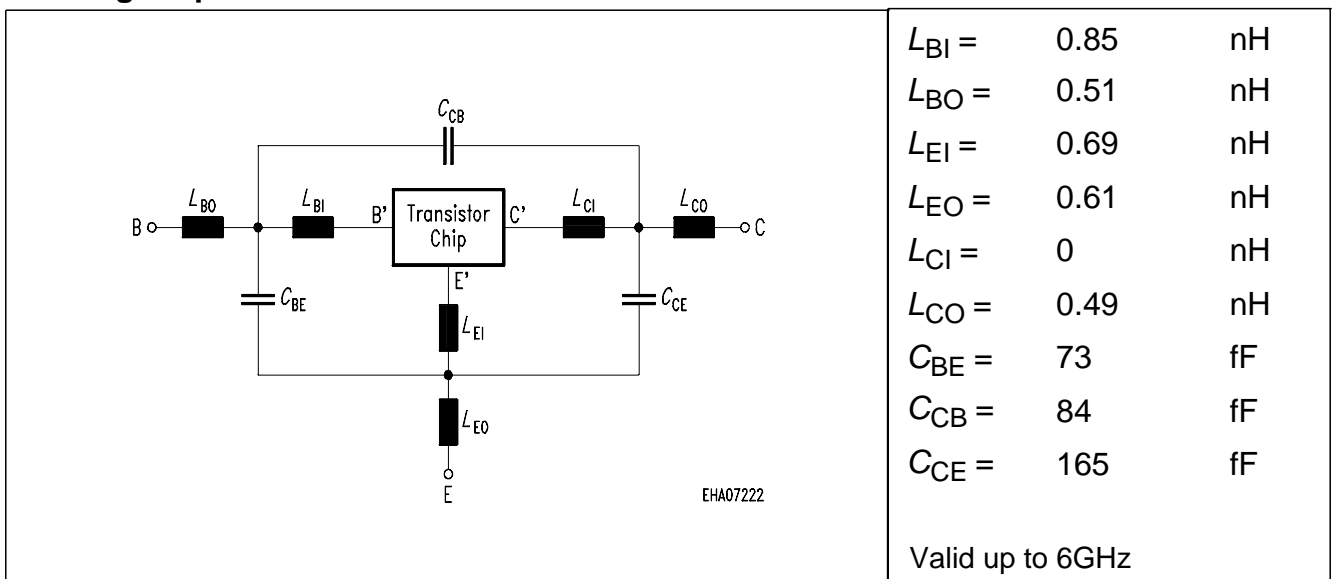 C_CB
L_BO
L_BI
L_CI
L_CO
B
B'
Transistor
Chip
C'
C
E'
C_BE
C_CE
L_EI
L_EO
E
EHA07222
L_BI = 0.85 nH
L_BO = 0.51 nH
L_EI = 0.69 nH
L_EO = 0.61 nH
L_CI = 0 nH
L_CO = 0.49 nH
C_BE = 73 fF
C_CB = 84 fF
C_CE = 165 fF
Valid up to 6GHz